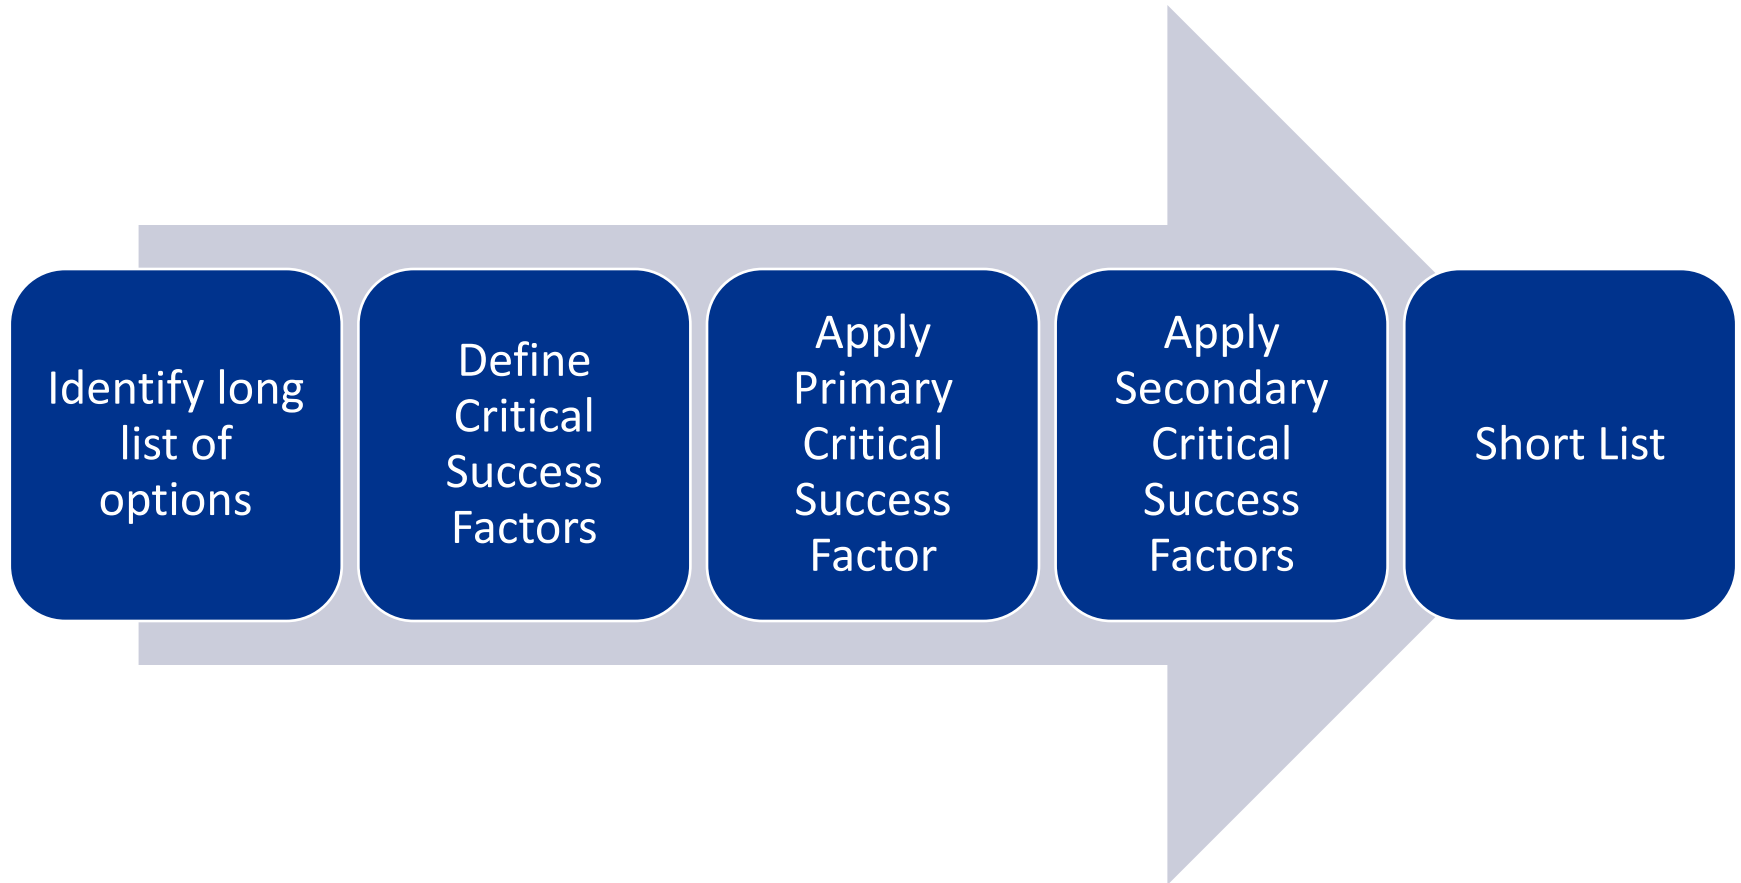 Identify long
list of
options
Define
Critical
Success
Factors
Apply
Primary
Critical
Success
Factor
Apply
Secondary
Critical
Success
Factors
Short List